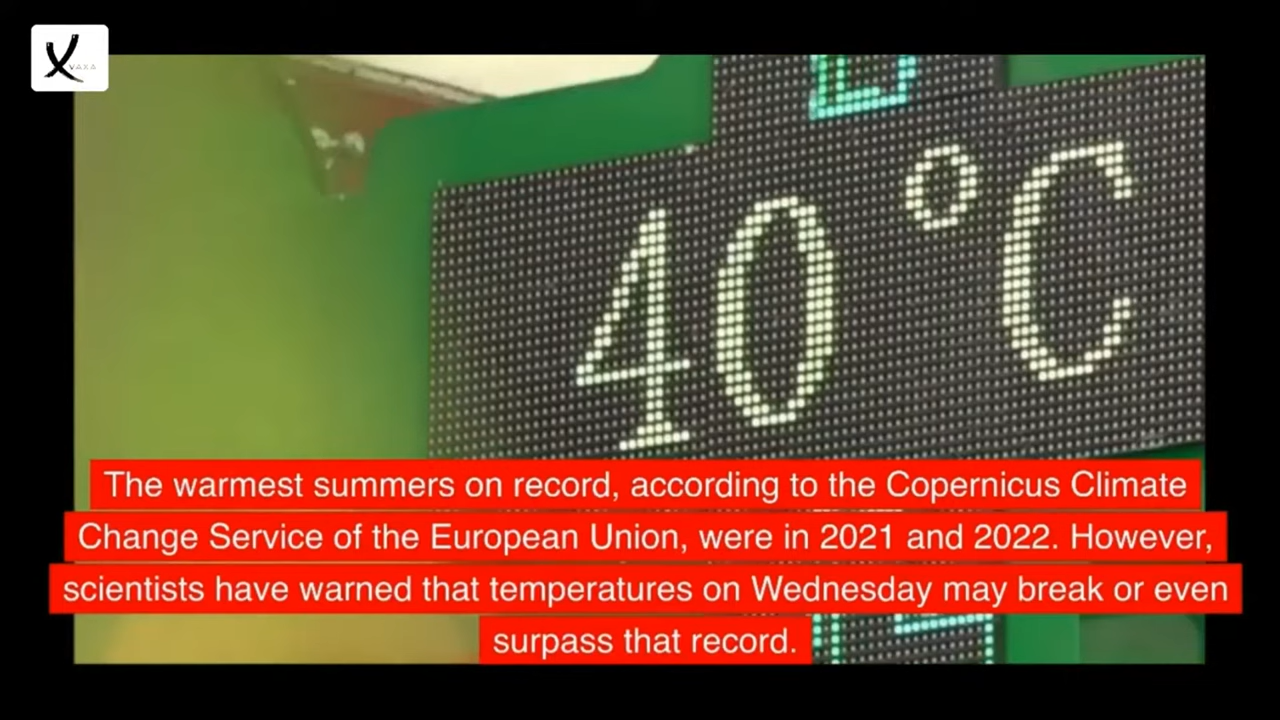 VAXA
40°C
The warmest summers on record, according to the Copernicus Climate
Change Service of the European Union, were in 2021 and 2022. However,
scientists have warned that temperatures on Wednesday may break or even
surpass that record.